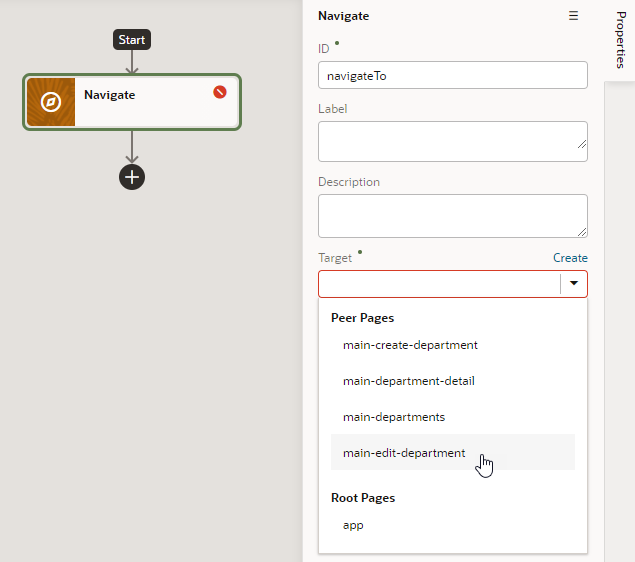 Start
Navigate
Navigate
ID
navigateTo
Label
Description
Target
Create
Peer Pages
main-create-department
main-department-detail
main-departments
main-edit-department
Root Pages
app
Properties